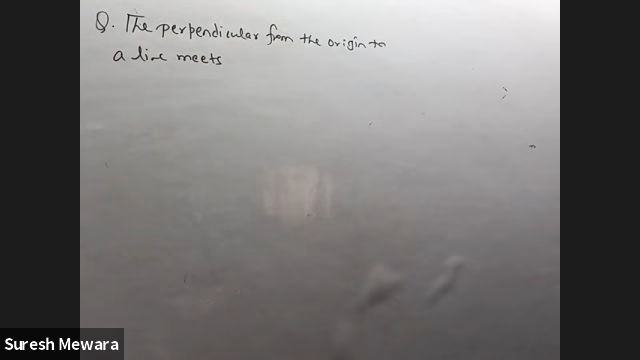 Q. The perpendicular from the origin to
a line meets
Suresh Mewara